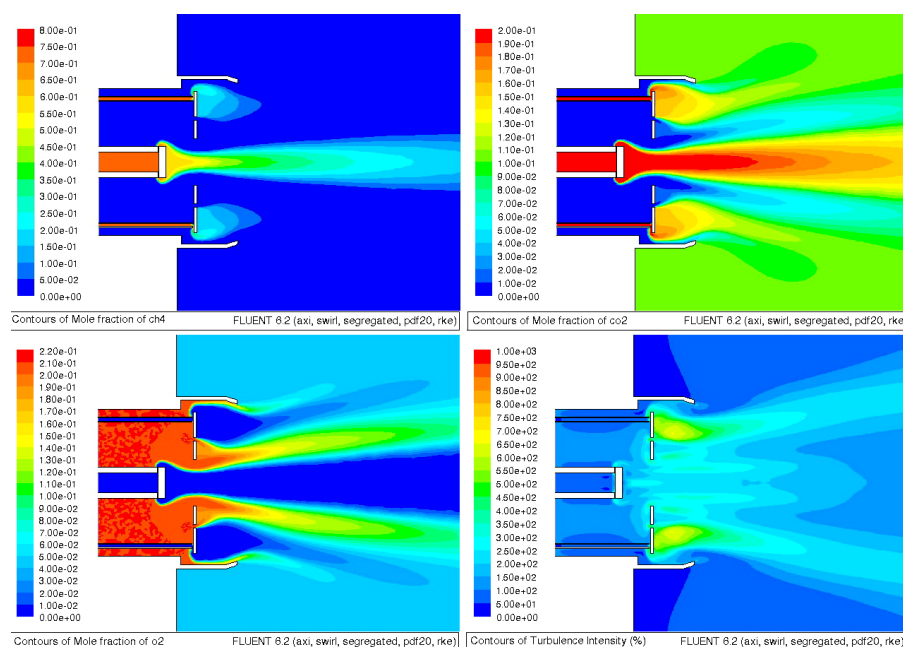 8.00e-01
7.50e-01
6.50e-01
6.00e-01
5.50e-01
5.00e-01
4.50e-01
4.00e-01
3.50e-01
3.00e-01
2.50e-01
2.00e-01
1.50e-01
1.00e-01
5.00e-02
0.00e+00
Contours of Mole fraction of ch4
FLUENT 6.2 (axi, swirl, segregated, pdf20, rke)
2.00e-01
1.90e-01
1.70e-01
1.60e-01
1.50e-01
1.40e-01
1.30e-01
1.20e-01
1.10e-01
1.00e-01
9.00e-02
8.00e-02
7.00e-02
6.00e-02
5.00e-02
4.00e-02
3.00e-02
2.00e-02
1.00e-02
0.00e+00
Contours of Mole fraction of co2
FLUENT 6.2 (axi, swirl, segregated, pdf20, rke)
2.20e-01
2.10e-01
2.00e-01
1.80e-01
1.70e-01
1.60e-01
1.50e-01
1.40e-01
1.30e-01
1.20e-01
1.10e-01
1.00e-01
9.00e-02
8.00e-02
7.00e-02
6.00e-02
5.00e-02
4.00e-02
3.00e-02
2.00e-02
1.00e-02
0.00e+00
Contours of Mole fraction of o2
FLUENT 6.2 (axi, swirl, segregated, pdf20, rke)
1.00e+03
9.50e+02
9.00e+02
8.50e+02
8.00e+02
7.50e+02
7.00e+02
6.50e+02
6.00e+02
5.50e+02
5.00e+02
4.50e+02
4.00e+02
3.50e+02
3.00e+02
2.50e+02
2.00e+02
1.50e+02
1.00e+02
5.00e+01
0.00e+00
Contours of Turbulence Intensity (%)
FLUENT 6.2 (axi, swirl, segregated, pdf20, rke)